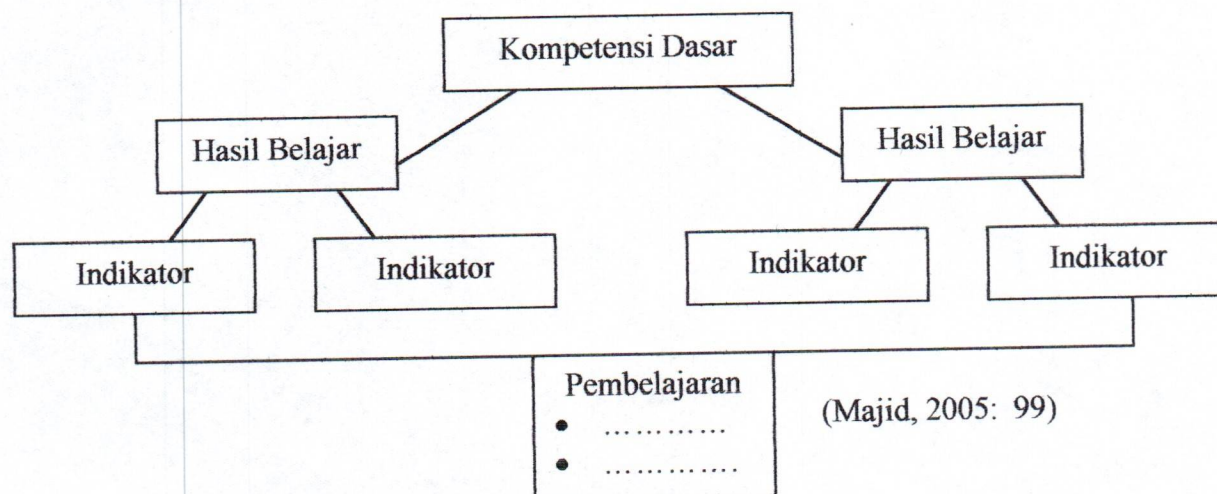 Kompetensi Dasar
Hasil Belajar
Hasil Belajar
Indikator
Indikator
Indikator
Indikator
Pembelajaran
• …………
• ………….
(Majid, 2005: 99)